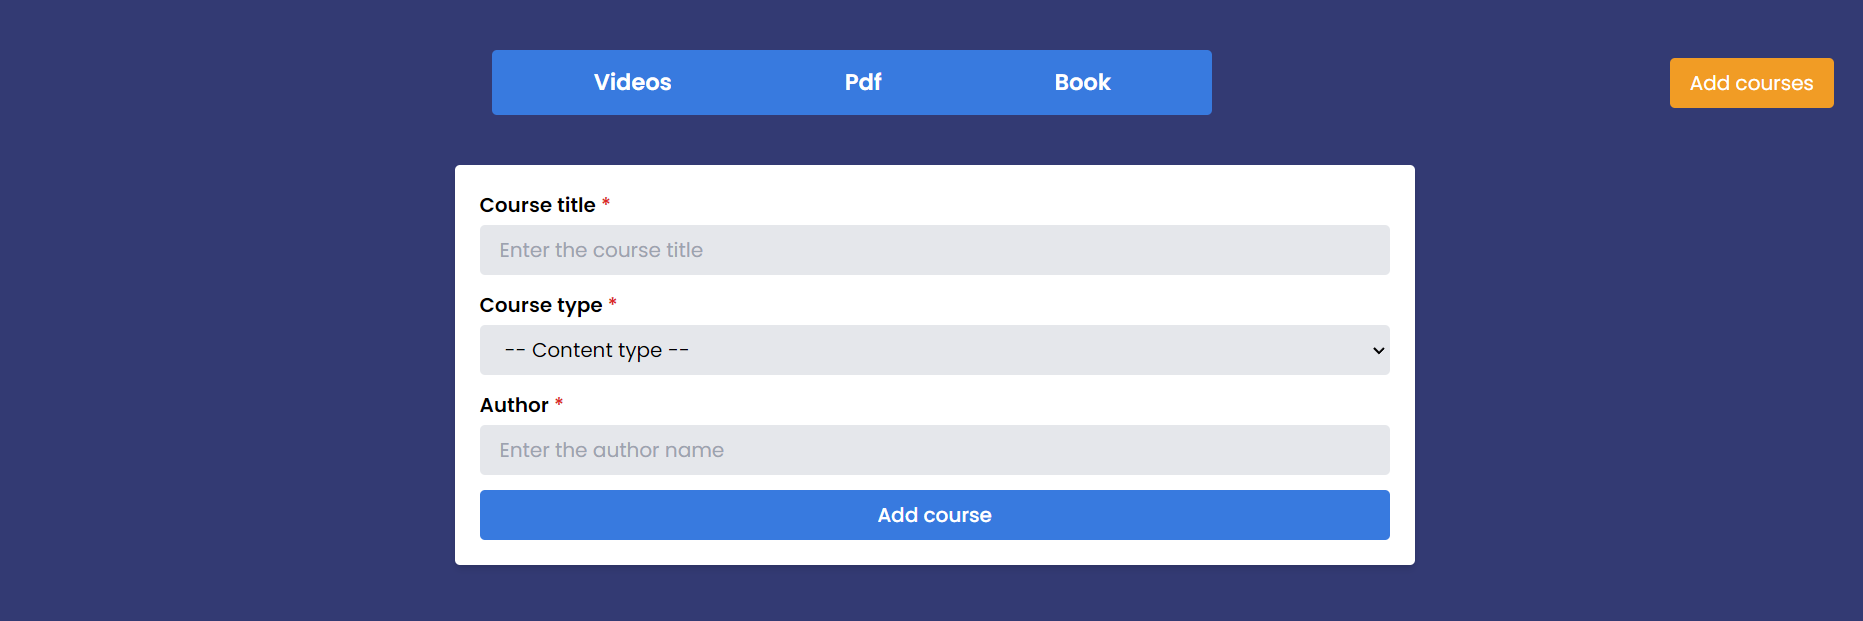 Videos Pdf Book Add courses
Course title *
Enter the course title
Course type *
-- Content type --
Author *
Enter the author name
Add course